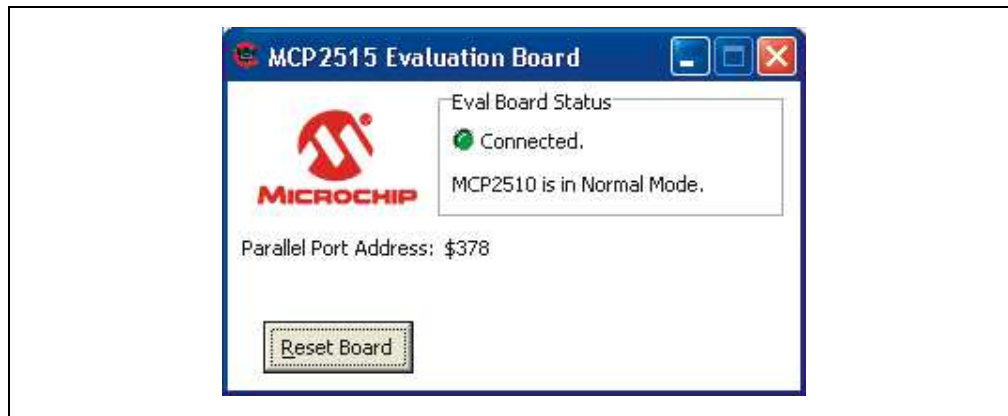 MCP2515 Evaluation Board
Eval Board Status
Connected.
MCP2510 is in Normal Mode.
MICROCHIP
Parallel Port Address: $378
Reset Board